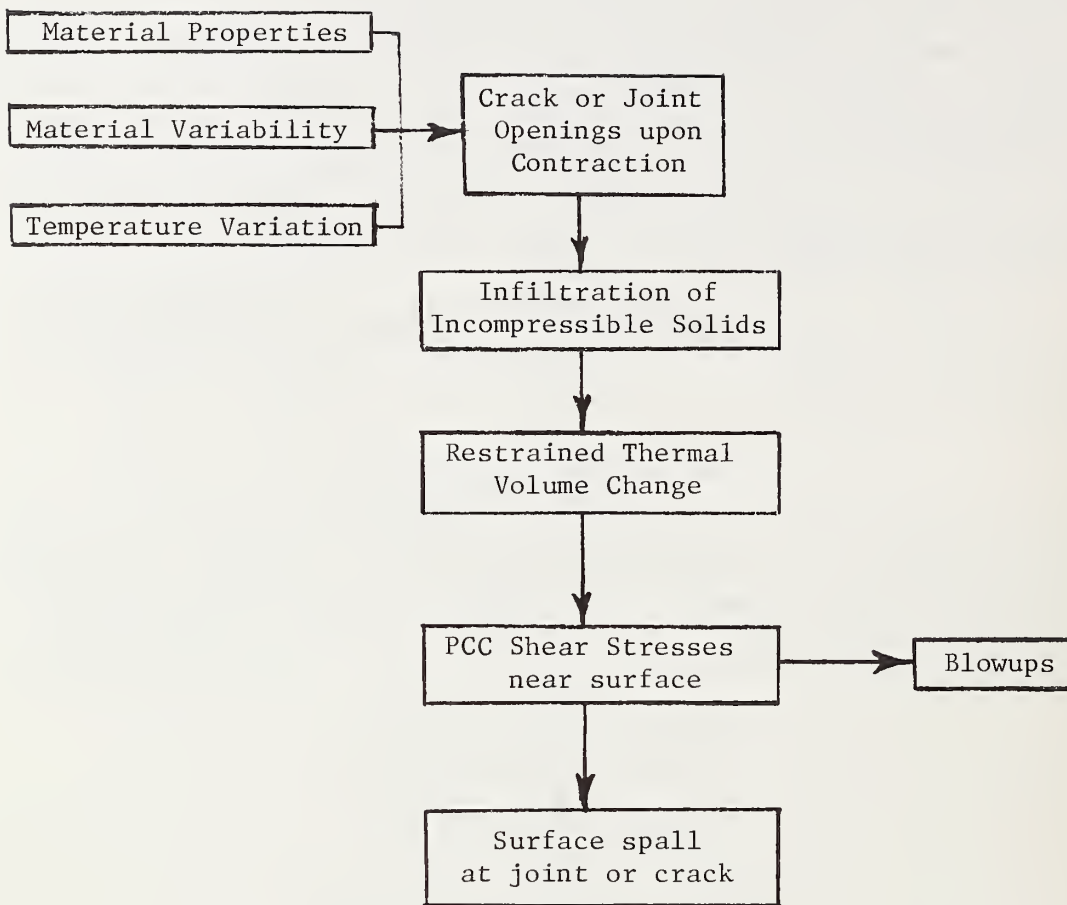 Material Properties
Material Variability
Temperature Variation
Crack or Joint
Openings upon
Contraction
Infiltration of
Incompressible Solids
Restrained Thermal
Volume Change
PCC Shear Stresses
near surface
Blowups
Surface spall
at joint or crack